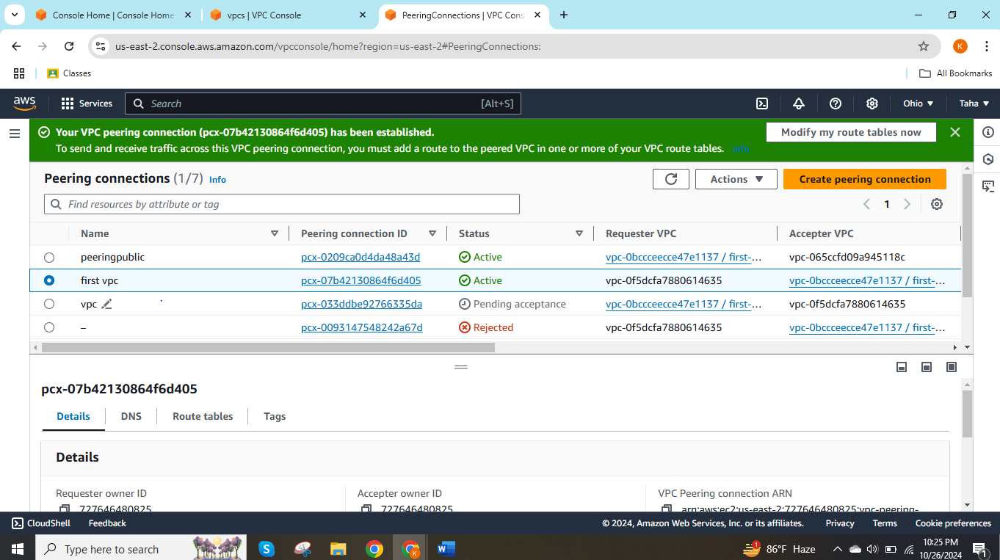 Console Home | Console Home
vpcs | VPC Console
PeeringConnections | VPC Cons
us-east-2.console.aws.amazon.com/vpcconsole/home?region=us-east-2#PeeringConnections:
K
Classes
All Bookmarks
aws
Services
Search
[Alt+S]
Ohio
Taha
Your VPC peering connection (pcx-07b42130864f6d405) has been established.
To send and receive traffic across this VPC peering connection, you must add a route to the peered VPC in one or more of your VPC route tables. Info
Modify my route tables now
Peering connections (1/7) Info
Actions
Create peering connection
Find resources by attribute or tag
1
Name Peering connection ID Status Requester VPC Accepter VPC
peeringpublic pcx-0209ca0d4da48a43d Active vpc-0bccceecce47e1137 / first-... vpc-065ccfd09a945118c
first vpc pcx-07b42130864f6d405 Active vpc-0f5dcfa7880614635 vpc-0bccceecce47e1137 / first-...
vpc pcx-033ddbe92766335da Pending acceptance vpc-0bccceecce47e1137 / first-... vpc-0f5dcfa7880614635
– pcx-0093147548242a67d Rejected vpc-0f5dcfa7880614635 vpc-0bccceecce47e1137 / first-...
pcx-07b42130864f6d405
Details DNS Route tables Tags
Details
Requester owner ID Accepter owner ID VPC Peering connection ARN
727646480825 727646480825 arn:aws:ec2:us-east-2:727646480825:vpc-peering-
CloudShell Feedback © 2024, Amazon Web Services, Inc. or its affiliates. Privacy Terms Cookie preferences
Type here to search
S
K
W
1
86°F Haze
10:25 PM
10/26/2024
1